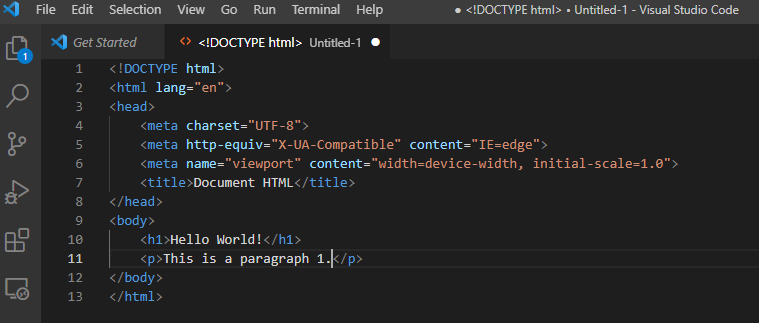 File Edit Selection View Go Run Terminal Help ● <!DOCTYPE html> • Untitled-1 - Visual Studio Code
Get Started <> <!DOCTYPE html> Untitled-1 ●
1
1 <!DOCTYPE html>
2 <html lang="en">
3 <head>
4     <meta charset="UTF-8">
5     <meta http-equiv="X-UA-Compatible" content="IE=edge">
6     <meta name="viewport" content="width=device-width, initial-scale=1.0">
7     <title>Document HTML</title>
8 </head>
9 <body>
10     <h1>Hello World!</h1>
11     <p>This is a paragraph 1.</p>
12 </body>
13 </html>